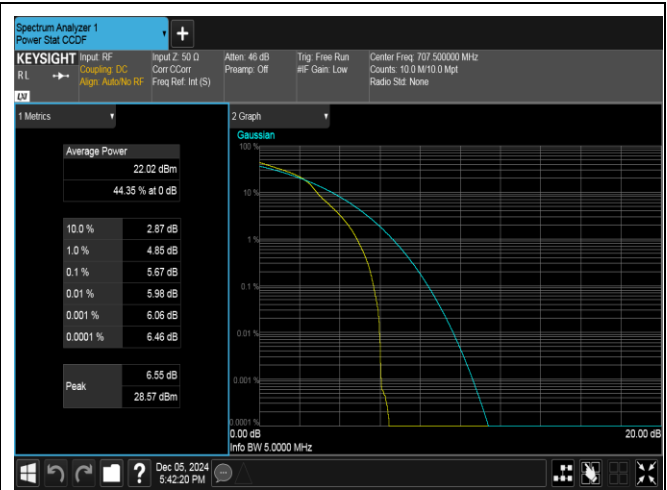 Spectrum Analyzer 1
Power Stat CCDF
+
KEYSIGHT
RL
LXI
Input: RF
Coupling: DC
Align: Auto/No RF
Input Z: 50 Ω
Corr CCorr
Freq Ref: Int (S)
Atten: 46 dB
Preamp: Off
Trig: Free Run
#IF Gain: Low
Center Freq: 707.500000 MHz
Counts: 10.0 M/10.0 Mpt
Radio Std: None
1 Metrics
Average Power
22.02 dBm
44.35 % at 0 dB
10.0 % 2.87 dB
1.0 % 4.85 dB
0.1 % 5.67 dB
0.01 % 5.98 dB
0.001 % 6.06 dB
0.0001 % 6.46 dB
Peak
6.55 dB
28.57 dBm
2 Graph
Gaussian
100 %
10 %
1 %
0.1 %
0.01 %
0.001 %
0.0001 %
0.00 dB
20.00 dB
Info BW 5.0000 MHz
?
Dec 05, 2024
5:42:20 PM